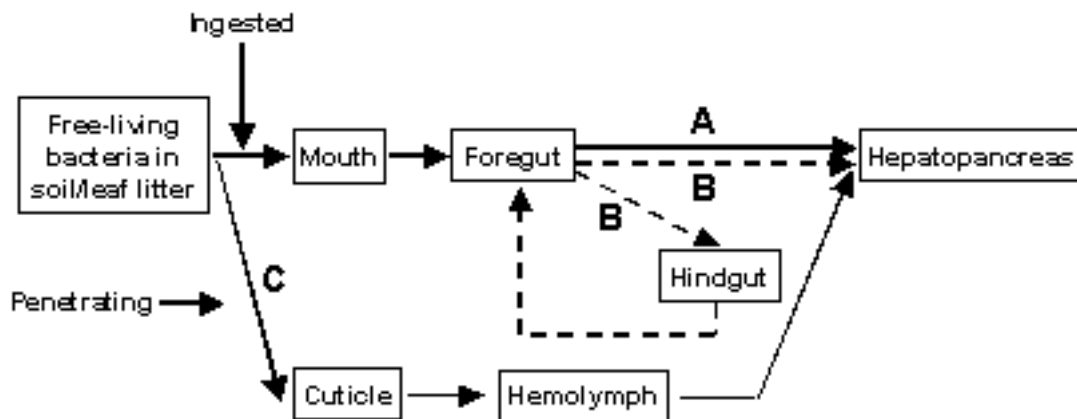 Ingested
Free-living
bacteria in
soil/leaf litter
Mouth
Foregut
A
B
Hepatopancreas
B
Hindgut
C
Penetrating
Cuticle
Hemolymph